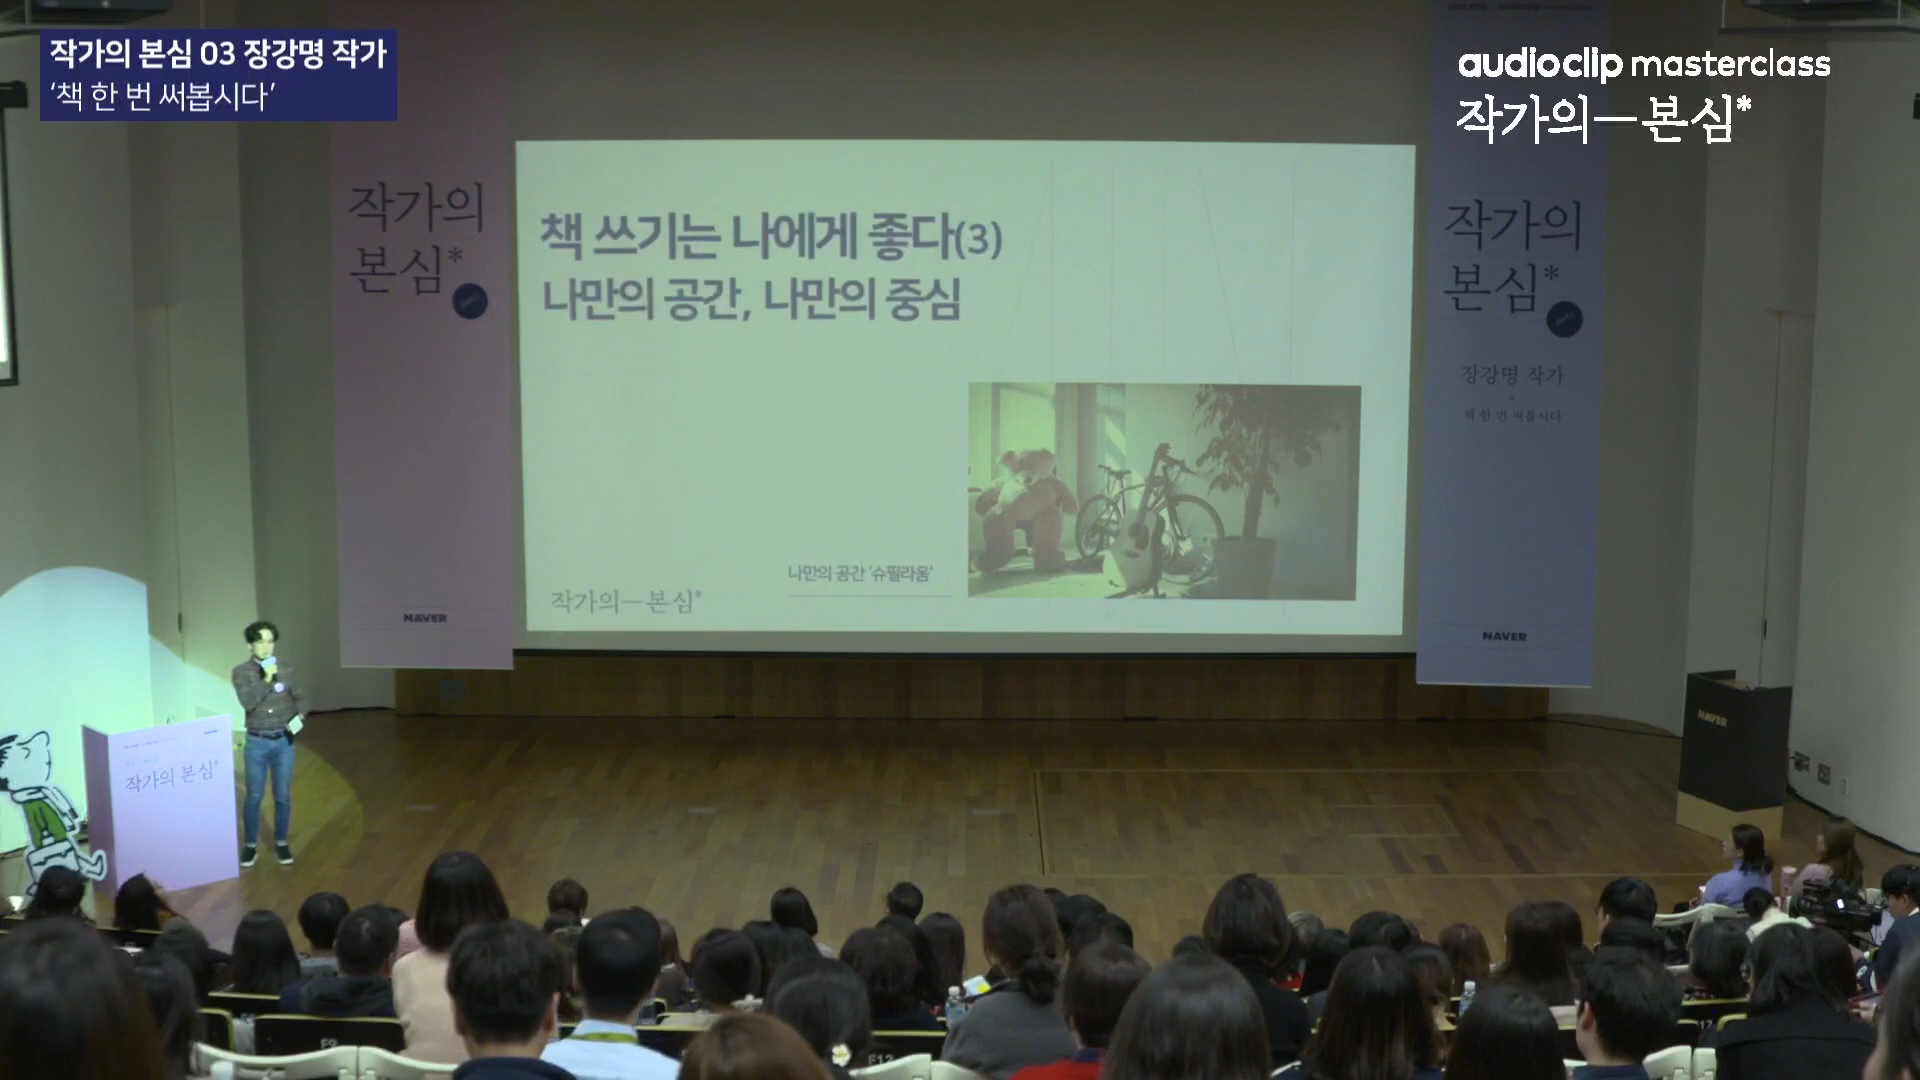 작가의 본심 03 장강명 작가
‘책 한 번 써봅시다’
audioclip masterclass
작가의—본심*
작가의
본심*
NAVER
책 쓰기는 나에게 좋다(3)
나만의 공간, 나만의 중심
나만의 공간 ‘슈필라움’
작가의—본심*
작가의
본심*
장강명 작가
책 한 번 써봅시다
NAVER
작가의 본심*
NAVER
F9
F12
17